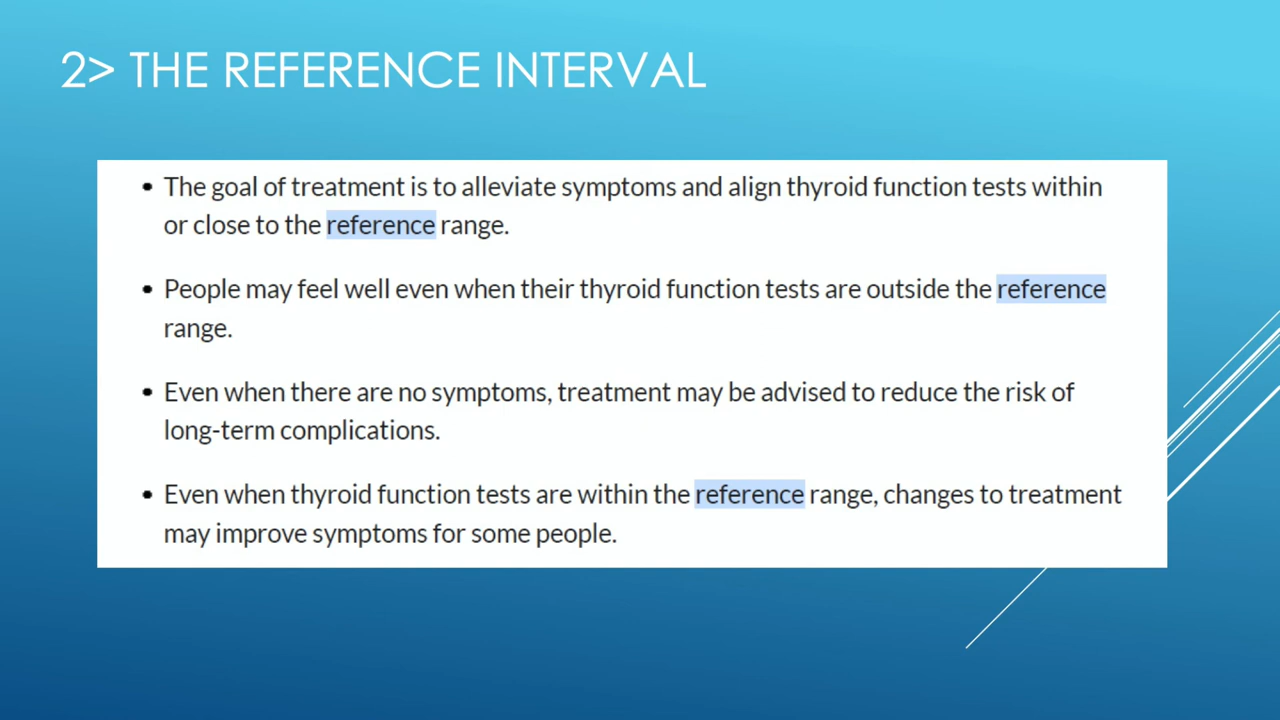 2> THE REFERENCE INTERVAL
• The goal of treatment is to alleviate symptoms and align thyroid function tests within
or close to the reference range.
• People may feel well even when their thyroid function tests are outside the reference
range.
• Even when there are no symptoms, treatment may be advised to reduce the risk of
long-term complications.
• Even when thyroid function tests are within the reference range, changes to treatment
may improve symptoms for some people.